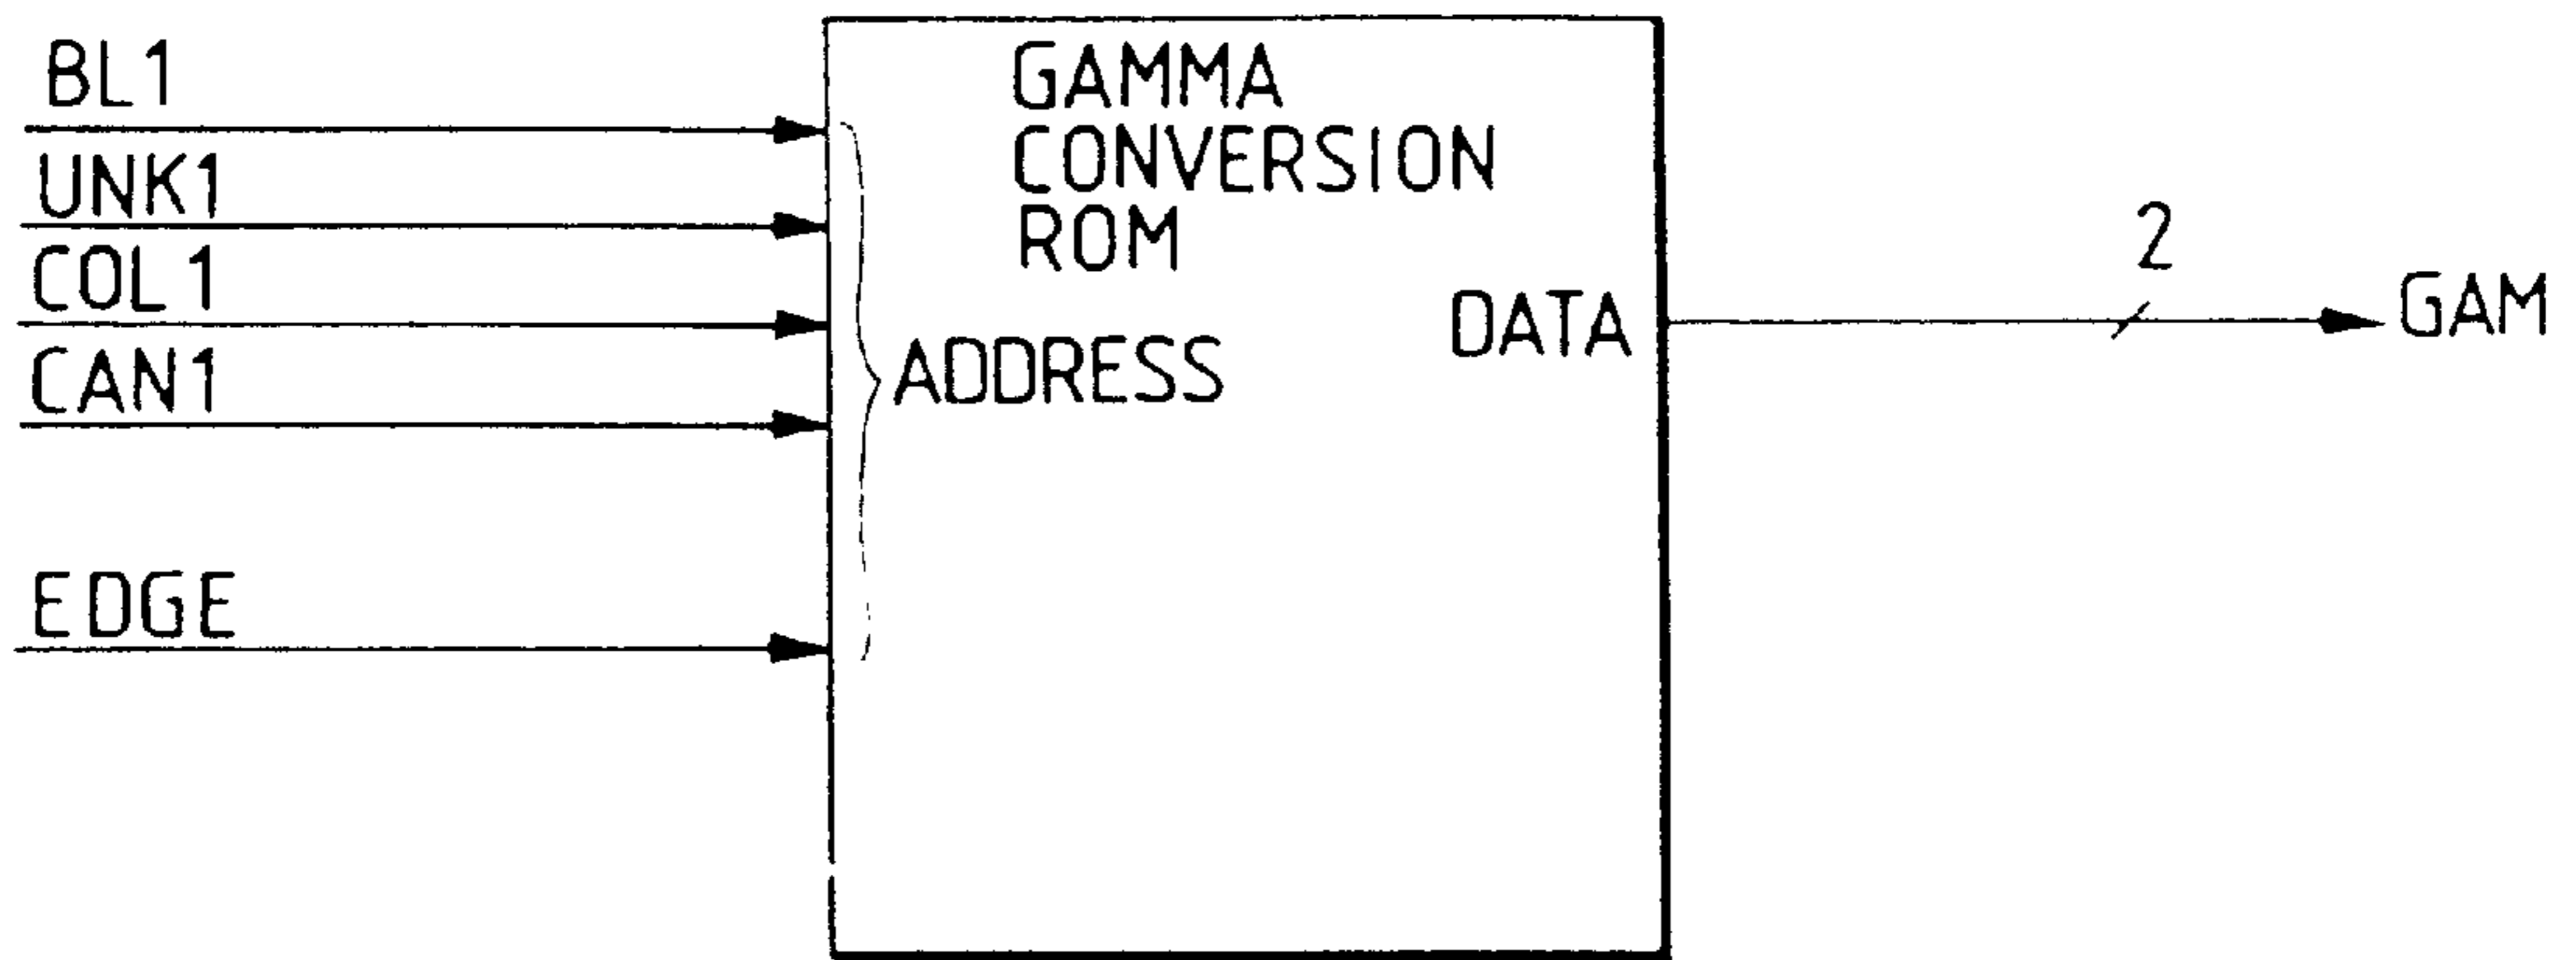 BL1
UNK1
COL1
CAN1
EDGE
GAMMA
CONVERSION
ROM
ADDRESS
DATA
2
GAM